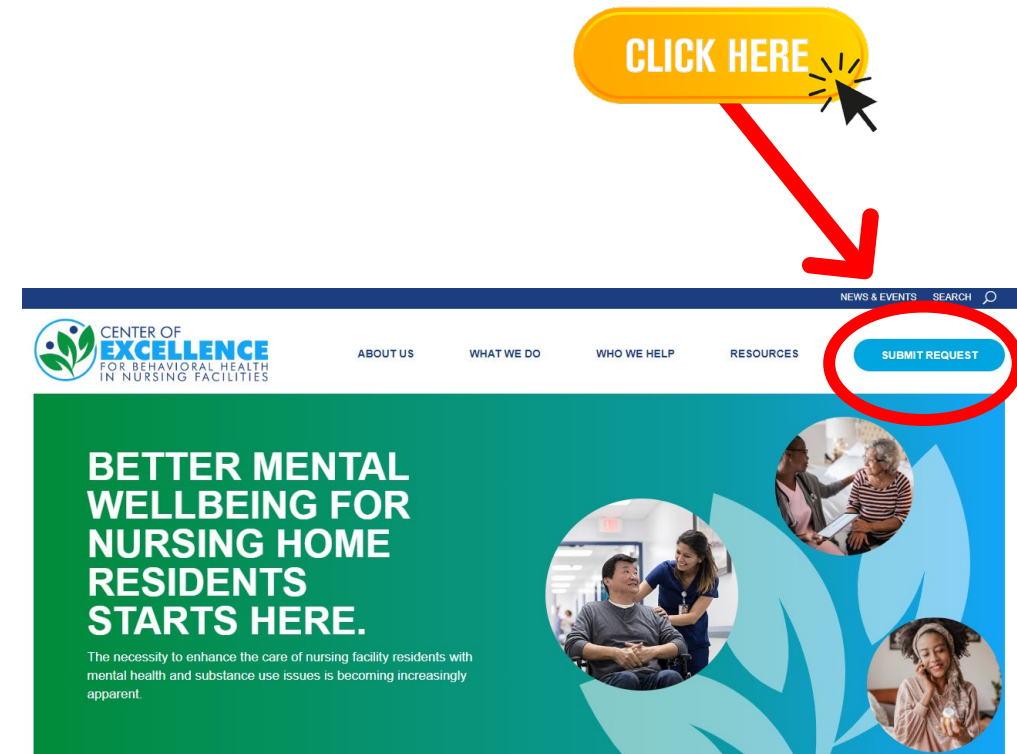 CLICK HERE
NEWS & EVENTS SEARCH
CENTER OF
EXCELLENCE
FOR BEHAVIORAL HEALTH
IN NURSING FACILITIES
ABOUT US WHAT WE DO WHO WE HELP RESOURCES SUBMIT REQUEST
BETTER MENTAL
WELLBEING FOR
NURSING HOME
RESIDENTS
STARTS HERE.
The necessity to enhance the care of nursing facility residents with
mental health and substance use issues is becoming increasingly
apparent.